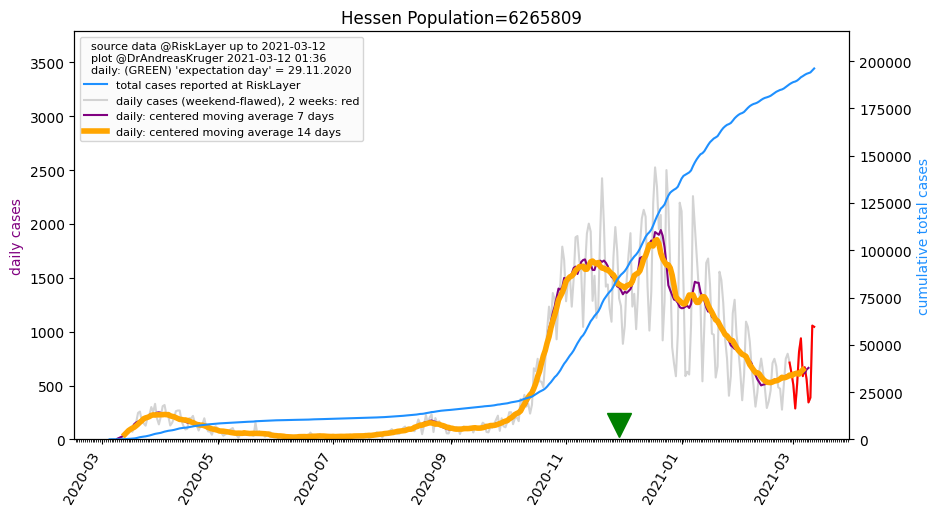 Hessen Population=6265809
source data @RiskLayer up to 2021-03-12
plot @DrAndreasKruger 2021-03-12 01:36
daily: (GREEN) 'expectation day' = 29.11.2020
total cases reported at RiskLayer
daily cases (weekend-flawed), 2 weeks: red
daily: centered moving average 7 days
daily: centered moving average 14 days
daily cases
3500
3000
2500
2000
1500
1000
500
0
200000
175000
150000
125000
100000
75000
50000
25000
0
cumulative total cases
2020-03
2020-05
2020-07
2020-09
2020-11
2021-01
2021-03